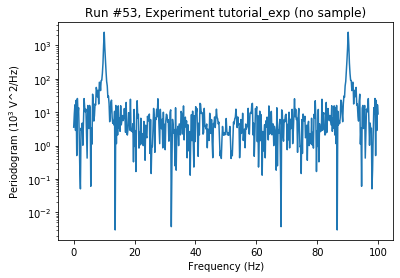 Run #53, Experiment tutorial_exp (no sample)
Periodogram (10³ V^2/Hz)
10³
10²
10¹
10⁰
10⁻¹
10⁻²
0 20 40 60 80 100
Frequency (Hz)